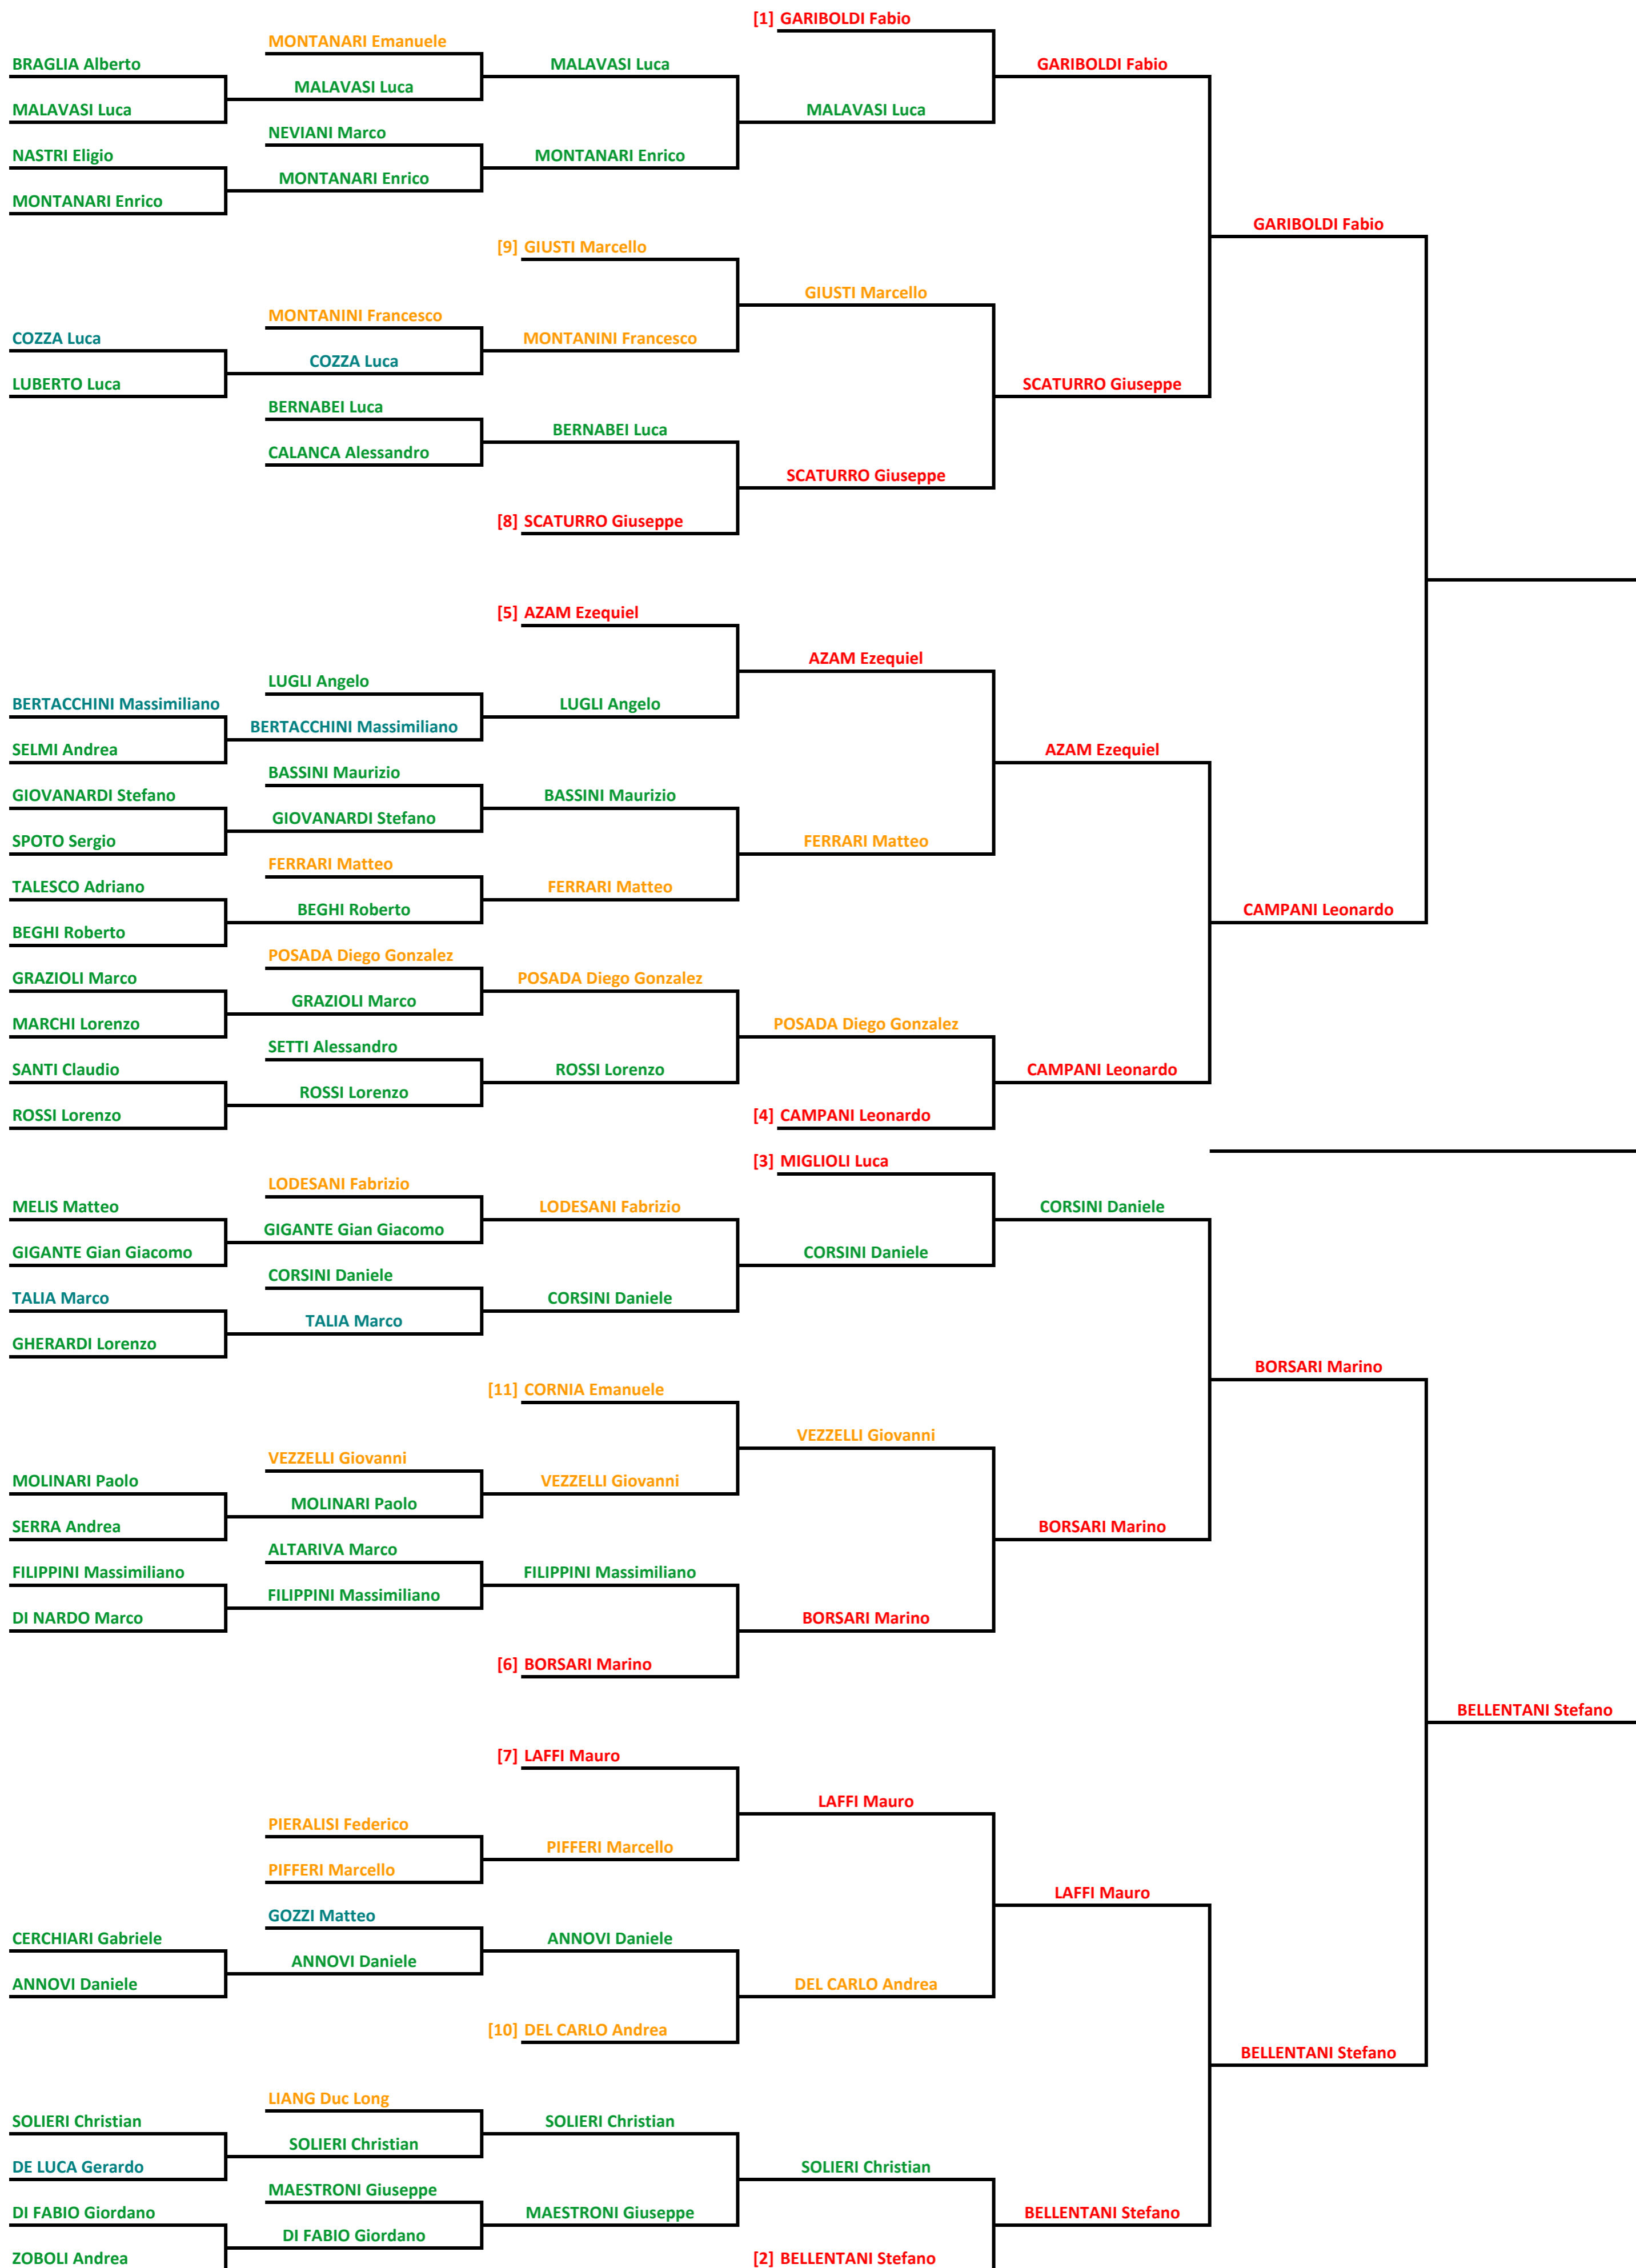 [1] GARIBOLDI Fabio
MONTANARI Emanuele
BRAGLIA Alberto
MALAVASI Luca
GARIBOLDI Fabio
MALAVASI Luca
MALAVASI Luca
MALAVASI Luca
NEVIANI Marco
NASTRI Eligio
MONTANARI Enrico
MONTANARI Enrico
MONTANARI Enrico
GARIBOLDI Fabio
[9] GIUSTI Marcello
GIUSTI Marcello
MONTANINI Francesco
COZZA Luca
MONTANINI Francesco
COZZA Luca
LUBERTO Luca
SCATURRO Giuseppe
BERNABEI Luca
BERNABEI Luca
CALANCA Alessandro
SCATURRO Giuseppe
[8] SCATURRO Giuseppe
[5] AZAM Ezequiel
AZAM Ezequiel
LUGLI Angelo
BERTACCHINI Massimiliano
LUGLI Angelo
BERTACCHINI Massimiliano
SELMI Andrea
AZAM Ezequiel
BASSINI Maurizio
GIOVANARDI Stefano
BASSINI Maurizio
GIOVANARDI Stefano
SPOTO Sergio
FERRARI Matteo
FERRARI Matteo
TALESCO Adriano
FERRARI Matteo
BEGHI Roberto
CAMPANI Leonardo
BEGHI Roberto
POSADA Diego Gonzalez
GRAZIOLI Marco
POSADA Diego Gonzalez
GRAZIOLI Marco
MARCHI Lorenzo
POSADA Diego Gonzalez
SETTI Alessandro
SANTI Claudio
ROSSI Lorenzo
CAMPANI Leonardo
ROSSI Lorenzo
ROSSI Lorenzo
[4] CAMPANI Leonardo
[3] MIGLIOLI Luca
LODESANI Fabrizio
MELIS Matteo
LODESANI Fabrizio
CORSINI Daniele
GIGANTE Gian Giacomo
GIGANTE Gian Giacomo
CORSINI Daniele
CORSINI Daniele
TALIA Marco
CORSINI Daniele
TALIA Marco
GHERARDI Lorenzo
BORSARI Marino
[11] CORNIA Emanuele
VEZZELLI Giovanni
VEZZELLI Giovanni
MOLINARI Paolo
VEZZELLI Giovanni
MOLINARI Paolo
SERRA Andrea
BORSARI Marino
ALTARIVA Marco
FILIPPINI Massimiliano
FILIPPINI Massimiliano
FILIPPINI Massimiliano
DI NARDO Marco
BORSARI Marino
[6] BORSARI Marino
BELLENTANI Stefano
[7] LAFFI Mauro
LAFFI Mauro
PIERALISI Federico
PIFFERI Marcello
PIFFERI Marcello
LAFFI Mauro
GOZZI Matteo
CERCHIARI Gabriele
ANNOVI Daniele
ANNOVI Daniele
ANNOVI Daniele
DEL CARLO Andrea
[10] DEL CARLO Andrea
BELLENTANI Stefano
LIANG Duc Long
SOLIERI Christian
SOLIERI Christian
SOLIERI Christian
DE LUCA Gerardo
SOLIERI Christian
MAESTRONI Giuseppe
DI FABIO Giordano
MAESTRONI Giuseppe
BELLENTANI Stefano
DI FABIO Giordano
ZOBOLI Andrea
[2] BELLENTANI Stefano